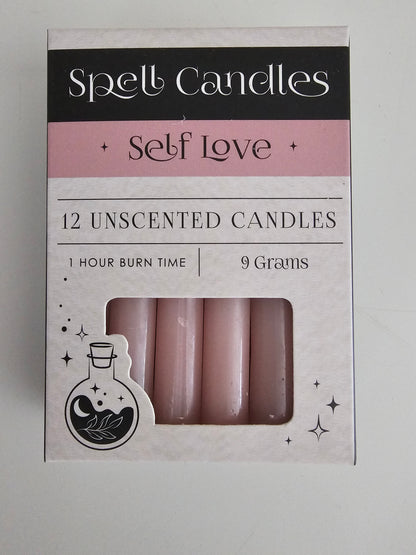 Spell Candles
Self Love
12 UNSCENTED CANDLES
1 HOUR BURN TIME
9 Grams